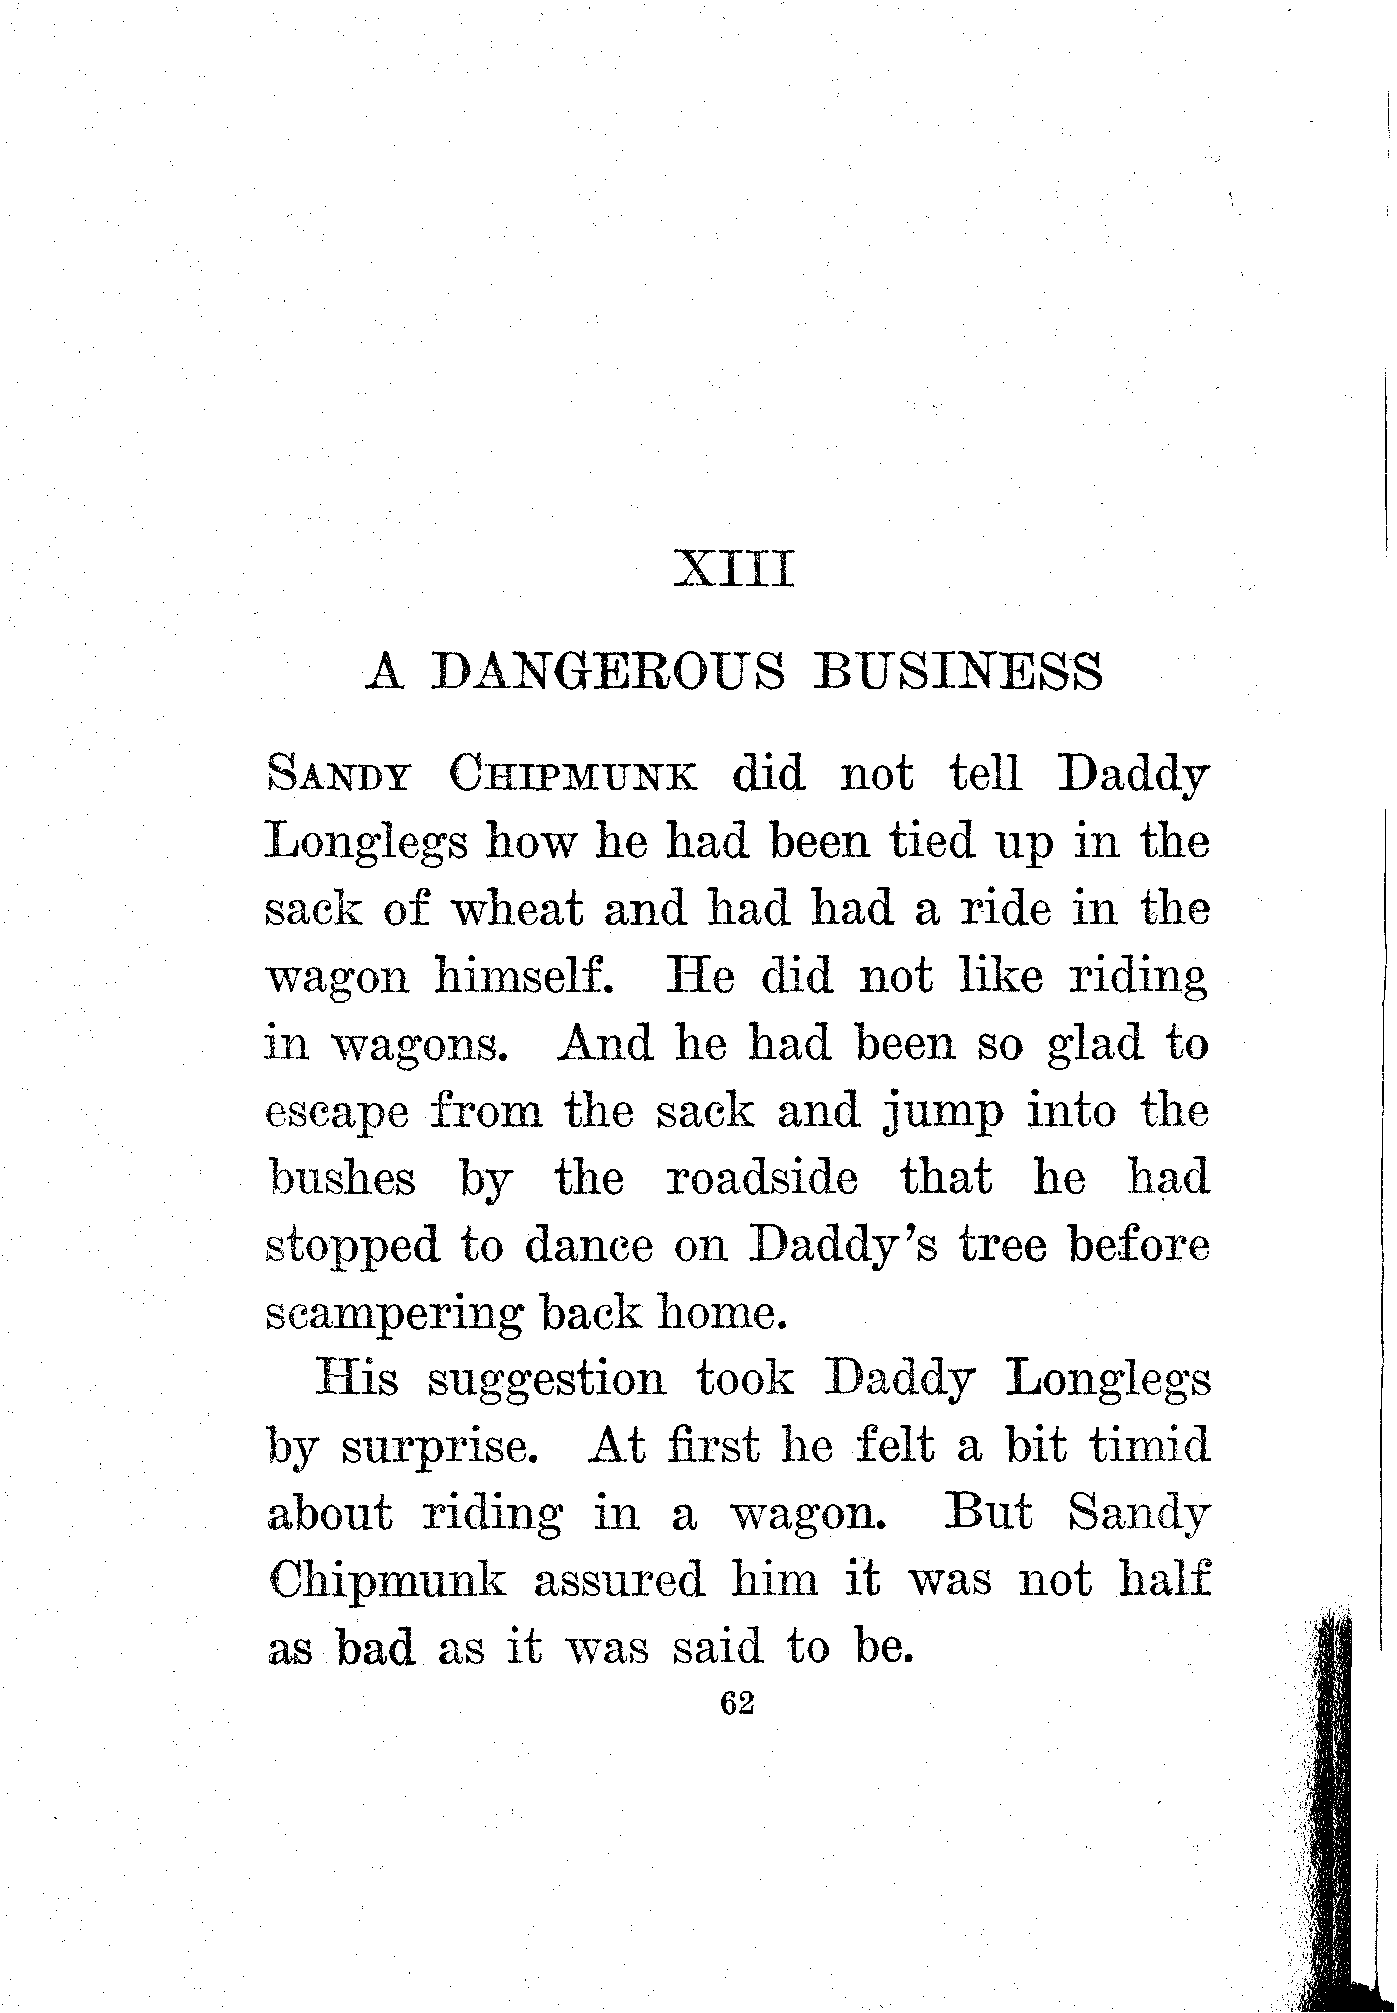 XIII
A DANGEROUS BUSINESS
SANDY CHIPMUNK did not tell Daddy
Longlegs how he had been tied up in the
sack of wheat and had had a ride in the
wagon himself. He did not like riding
in wagons. And he had been so glad to
escape from the sack and jump into the
bushes by the roadside that he had
stopped to dance on Daddy's tree before
scampering back home.
His suggestion took Daddy Longlegs
by surprise. At first he felt a bit timid
about riding in a wagon. But Sandy
Chipmunk assured him it was not half
as bad as it was said to be.
62